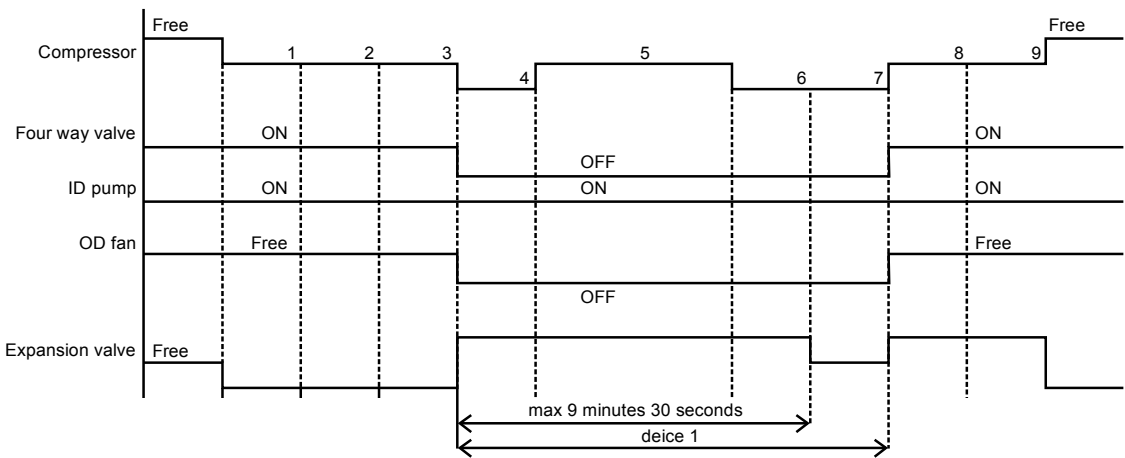 Free Free
Compressor 1 2 3 4 5 6 7 8 9
Four way valve ON OFF ON
ID pump ON ON ON
OD fan Free OFF Free
Expansion valve Free
max 9 minutes 30 seconds
deice 1